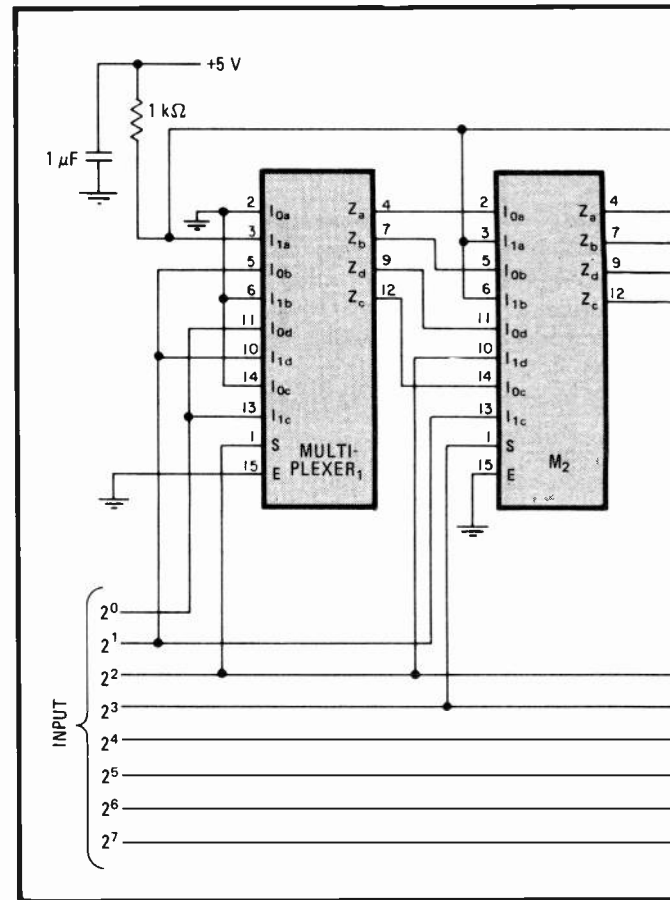 +5 V
1 kΩ
1 µF
2 I0a Za 4
3 I1a Zb 7
5 I0b Zd 9
6 I1b Zc 12
11 I0d
10 I1d
14 I0c
13 I1c
1 S
15 E
MULTI-
PLEXER1
2 I0a Za 4
3 I1a Zb 7
5 I0b Zd 9
6 I1b Zc 12
11 I0d
10 I1d
14 I0c
13 I1c
1 S
15 E
M2
INPUT
2⁰
2¹
2²
2³
2⁴
2⁵
2⁶
2⁷